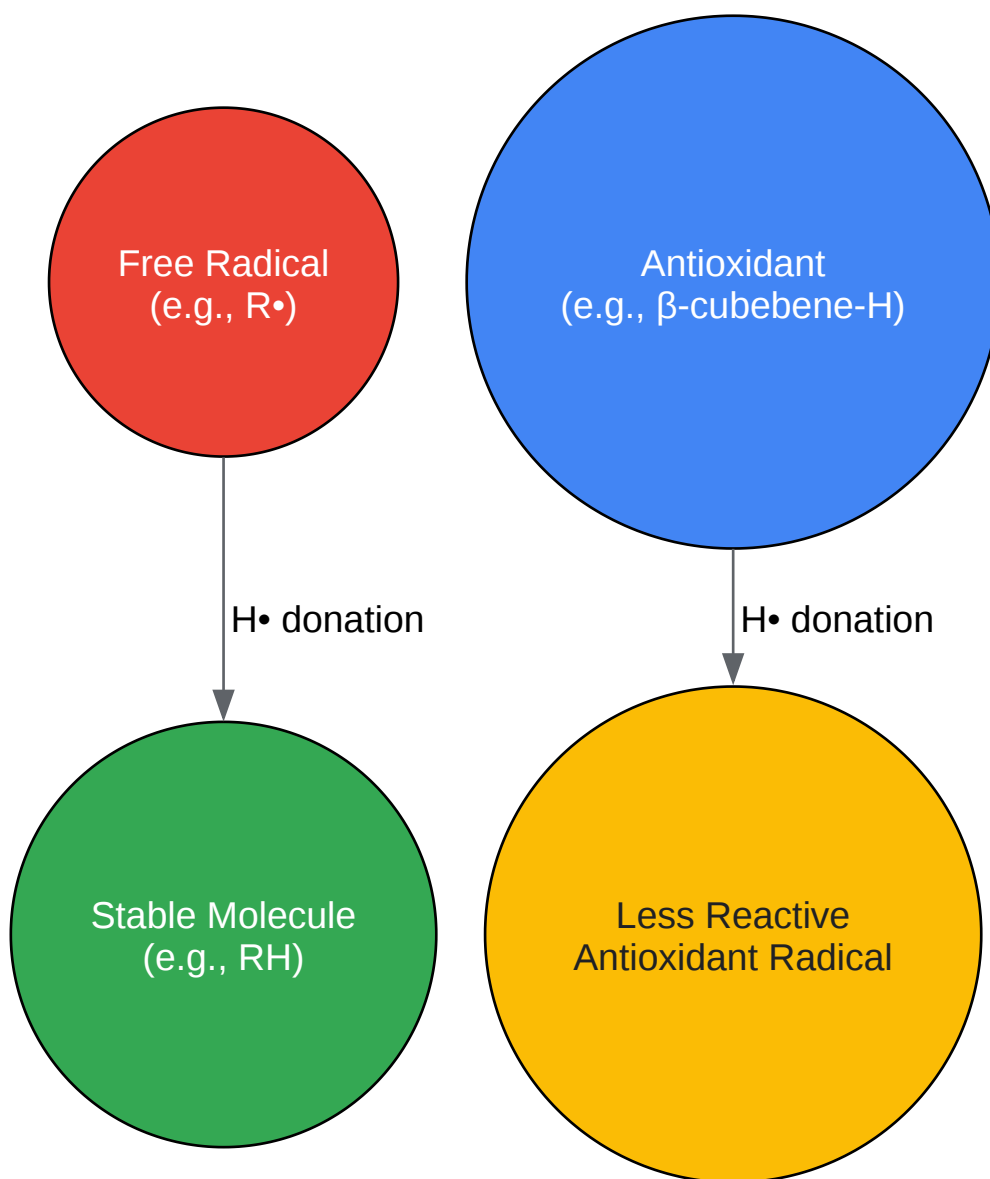 Free Radical
(e.g., R•)
Antioxidant
(e.g., β-cubebene-H)
H• donation
H• donation
Stable Molecule
(e.g., RH)
Less Reactive
Antioxidant Radical